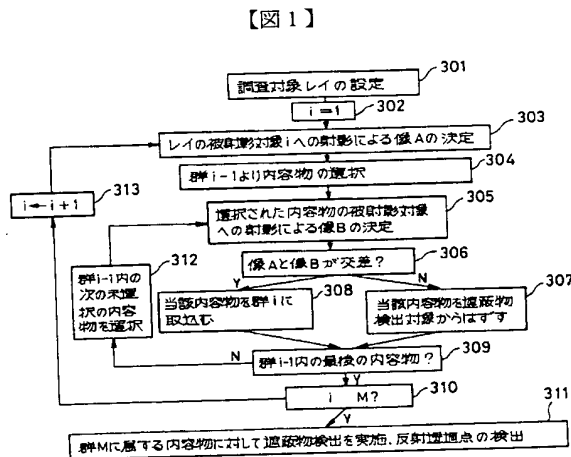 【図1】
301
調査対象レイの設定
302
i=1
303
レイの被射影対象iへの射影による像Aの決定
304
群i-1より内容物の選択
313
i←i+1
305
選択された内容物の被射影対象
への射影による像Bの決定
306
像Aと像Bが交差?
312
群i-1内の
次の未選
択の内容
物を選択
Y
N
308
当該内容物を群iに
取込む
307
当該内容物を遮蔽物
検出対象からはずす
N
309
群i-1内の最後の内容物?
Y
310
i M?
Y
311
群Mに属する内容物に対して遮蔽物検出を実施、反射透過点の検出